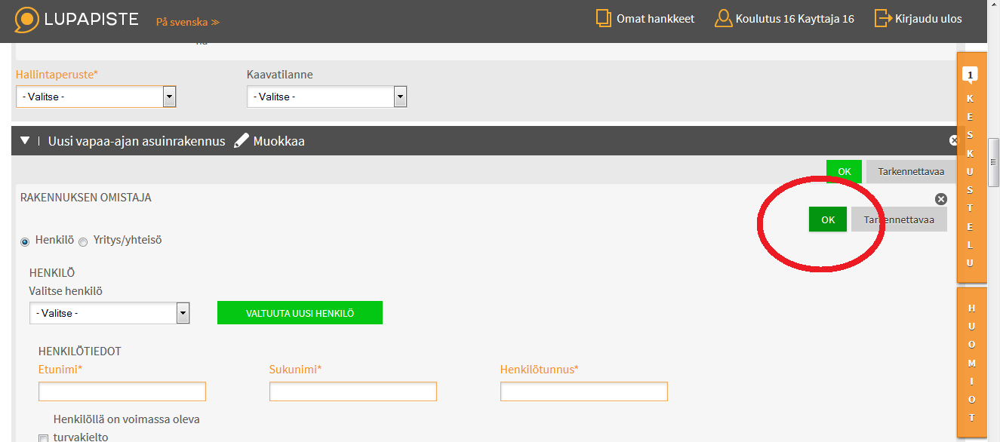 LUPAPISTE På svenska ≫ Omat hankkeet Koulutus 16 Kayttaja 16 Kirjaudu ulos
Hallintaperuste* Kaavatilanne
- Valitse - - Valitse -
Uusi vapaa-ajan asuinrakennus Muokkaa
OK Tarkennettavaa
RAKENNUKSEN OMISTAJA
OK Tarkennettavaa
Henkilö Yritys/yhteisö
HENKILÖ
Valitse henkilö
- Valitse - VALTUUTA UUSI HENKILÖ
HENKILÖTIEDOT
Etunimi* Sukunimi* Henkilötunnus*
Henkilöllä on voimassa oleva
turvakielto
1
KESKUSTELU
HUOMIOT